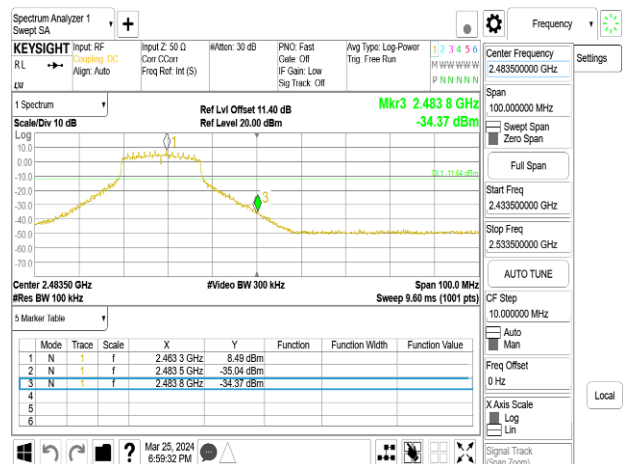 Spectrum Analyzer 1
Swept SA
+
Frequency
KEYSIGHT Input: RF Input Z: 50 Ω #Atten: 30 dB PNO: Fast Avg Type: Log-Power 1 2 3 4 5 6
RL Coupling: DC Corr CCorr Gate: Off Trig: Free Run M W W W W W
Align: Auto Freq Ref: Int (S) IF Gain: Low P N N N N N
Sig Track: Off
Center Frequency
2.483500000 GHz
Settings
1 Spectrum
Scale/Div 10 dB
Ref Lvl Offset 11.40 dB
Ref Level 20.00 dBm
Mkr3 2.483 8 GHz
-34.37 dBm
Span
100.000000 MHz
Swept Span
Zero Span
Full Span
Start Freq
2.433500000 GHz
Stop Freq
2.533500000 GHz
AUTO TUNE
CF Step
10.000000 MHz
Auto
Man
Freq Offset
0 Hz
X Axis Scale
Log
Lin
Local
Signal Track
(Span Zoom)
Log
10.0
0.00
-10.0
-20.0
-30.0
-40.0
-50.0
-60.0
-70.0
1
3
DL1 -11.64 dBm
Center 2.48350 GHz #Video BW 300 kHz Span 100.0 MHz
#Res BW 100 kHz Sweep 9.60 ms (1001 pts)
5 Marker Table
Mode Trace Scale X Y Function Function Width Function Value
1 N 1 f 2.463 3 GHz 8.49 dBm
2 N 1 f 2.483 5 GHz -35.04 dBm
3 N 1 f 2.483 8 GHz -34.37 dBm
4
5
6
? Mar 25, 2024
6:59:32 PM